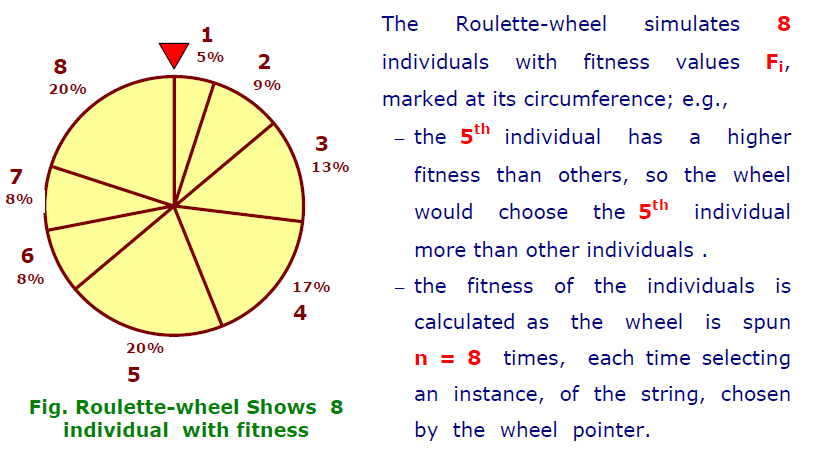 1
5%
2
9%
3
13%
17%
4
20%
5
6
8%
7
8%
8
20%
Fig. Roulette-wheel Shows 8
individual with fitness
The Roulette-wheel simulates 8
individuals with fitness values Fi,
marked at its circumference; e.g.,
– the 5th individual has a higher
fitness than others, so the wheel
would choose the 5th individual
more than other individuals .
– the fitness of the individuals is
calculated as the wheel is spun
n = 8 times, each time selecting
an instance, of the string, chosen
by the wheel pointer.